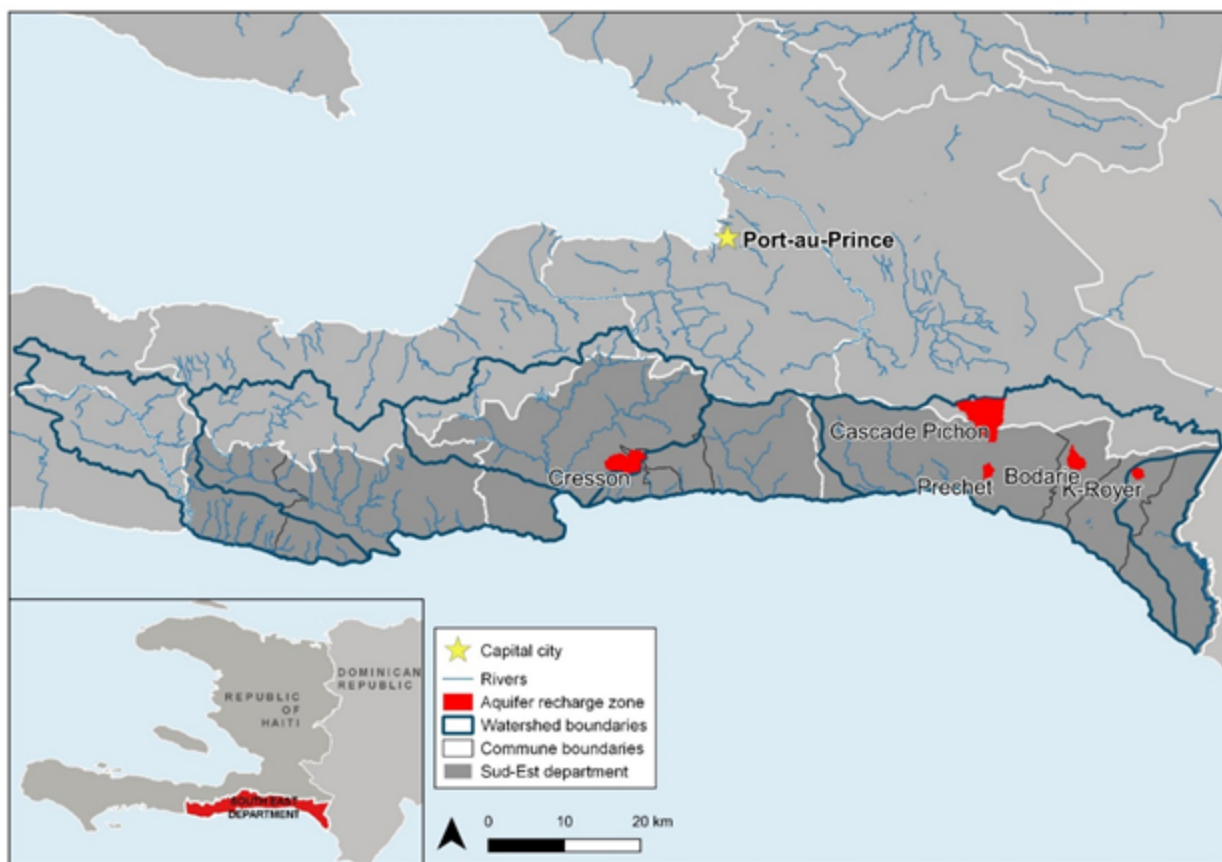 Port-au-Prince
Cascade Pichon
Cresson
Prechet
Bodarie
K-Royer
REPUBLIC
OF
HAITI
DOMINICAN
REPUBLIC
SOUTH EAST
DEPARTMENT
Capital city
Rivers
Aquifer recharge zone
Watershed boundaries
Commune boundaries
Sud-Est department
0 10 20 km